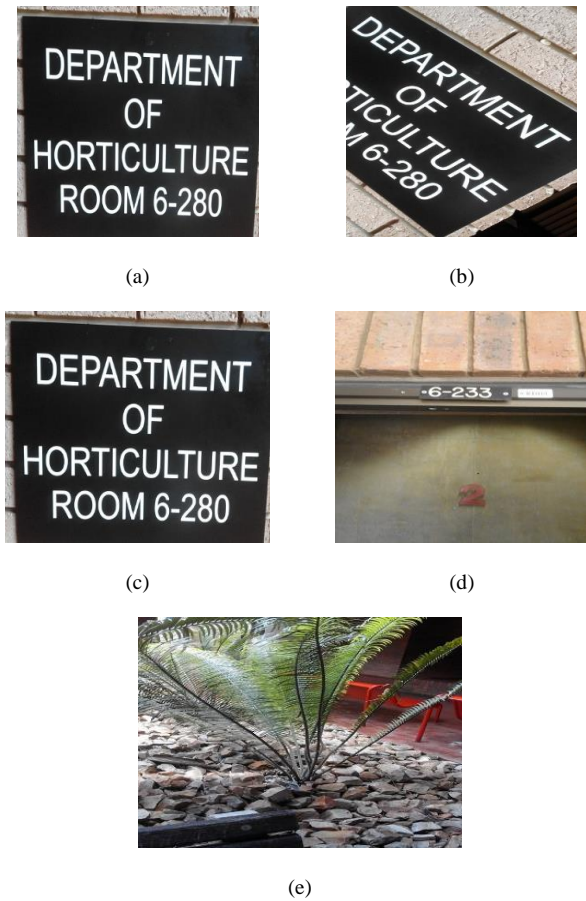 DEPARTMENT
OF
HORTICULTURE
ROOM 6-280
(a)
DEPARTMENT
OF
RTICULTURE
M 6-280
(b)
DEPARTMENT
OF
HORTICULTURE
ROOM 6-280
(c)
6-233
2
(d)
(e)